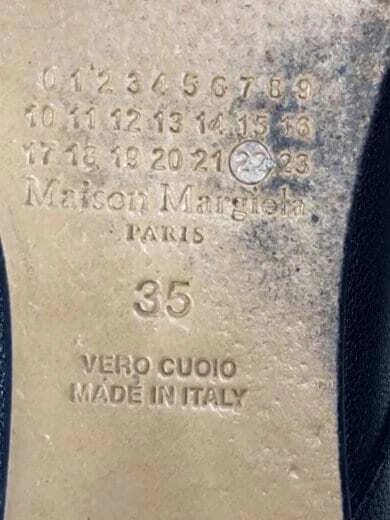 0 1 2 3 4 5 6 7 8 9
10 11 12 13 14 15 16
17 18 19 20 21 22 23
Maison Margiela
PARIS
35
VERO CUOIO
MADE IN ITALY